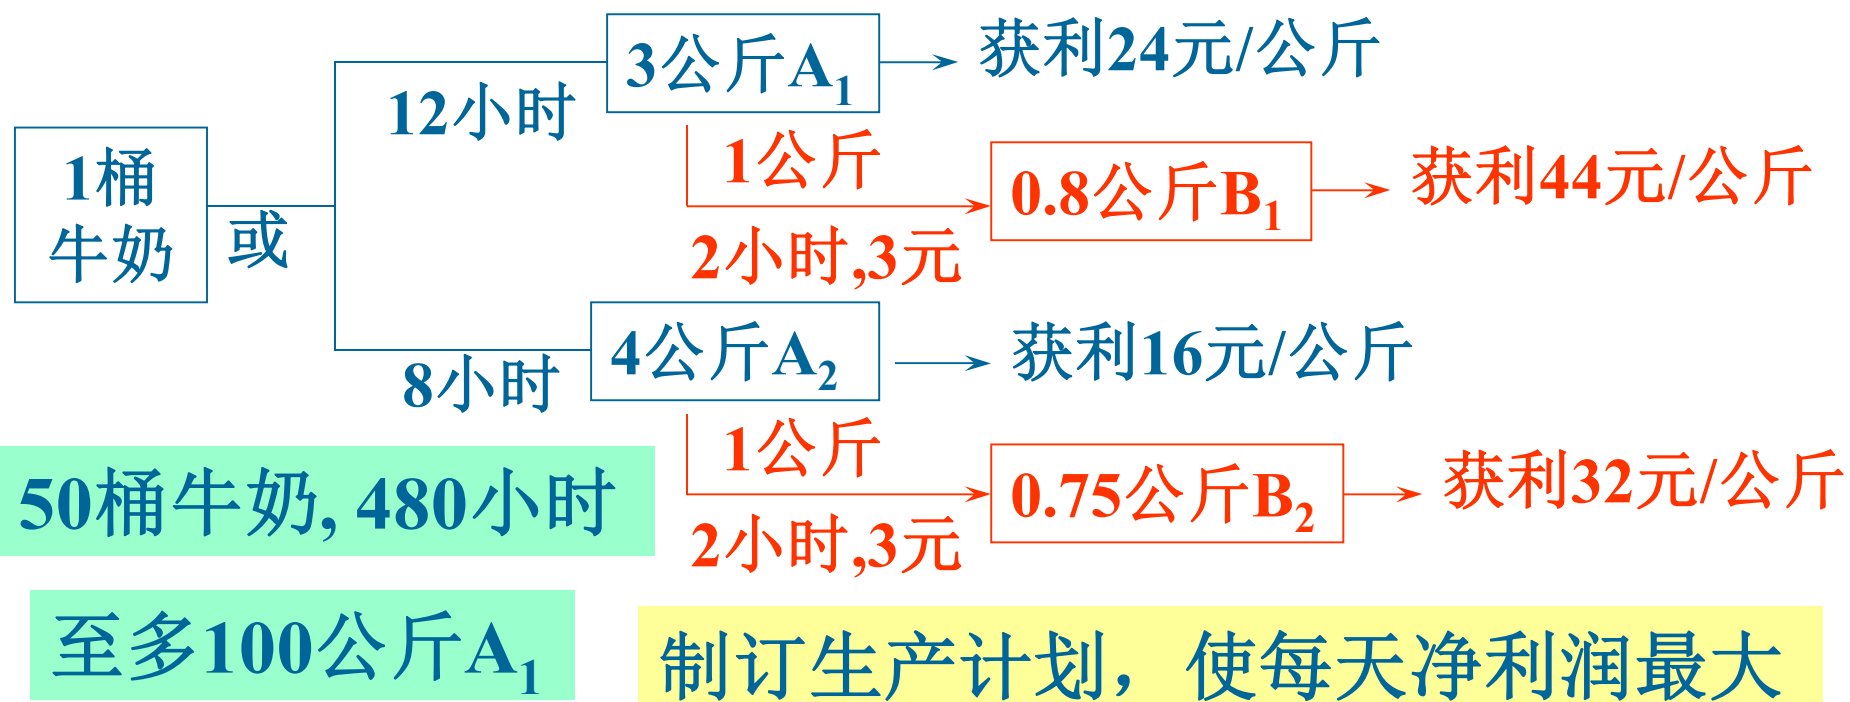 3公斤A₁
获利24元/公斤
12小时
1桶
牛奶
或
1公斤
0.8公斤B₁
获利44元/公斤
2小时,3元
4公斤A₂
获利16元/公斤
8小时
1公斤
0.75公斤B₂
获利32元/公斤
2小时,3元
50桶牛奶, 480小时
至多100公斤A₁
制订生产计划，使每天净利润最大